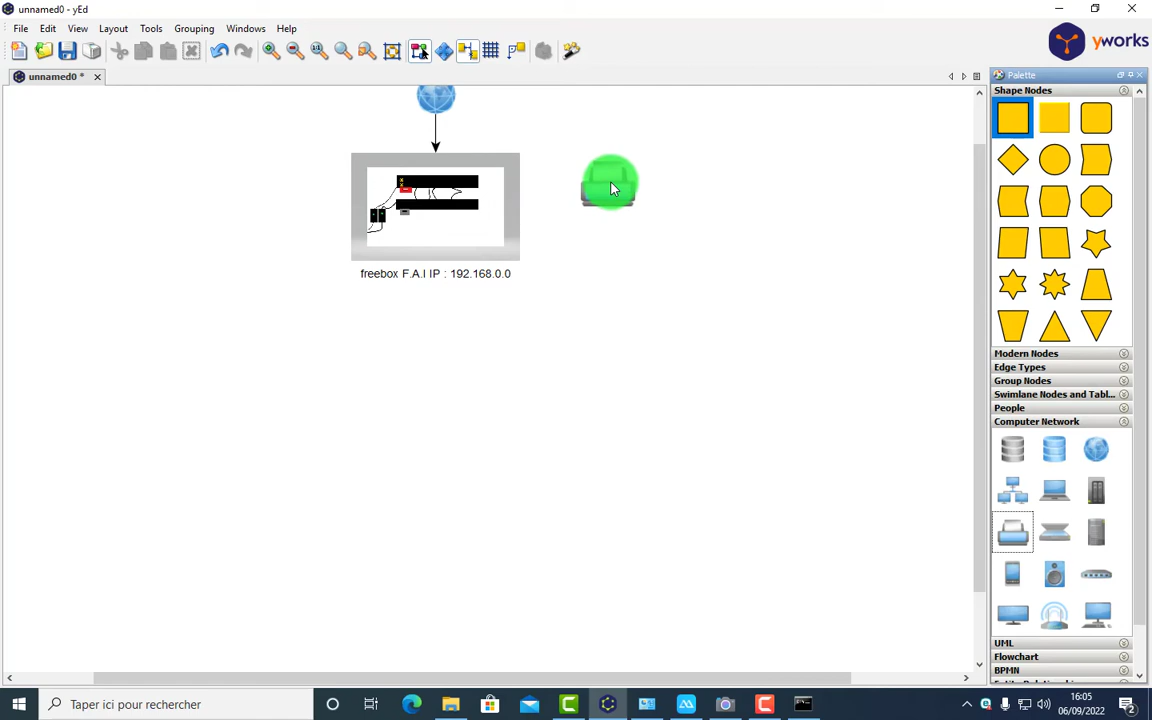 unnamed0 - yEd
File Edit View Layout Tools Grouping Windows Help
yworks
unnamed0 *
Palette
Shape Nodes
freebox F.A.I IP : 192.168.0.0
Modern Nodes
Edge Types
Group Nodes
Swimlane Nodes and Tabl...
People
Computer Network
UML
Flowchart
BPMN
Taper ici pour rechercher
16:05
06/09/2022
2